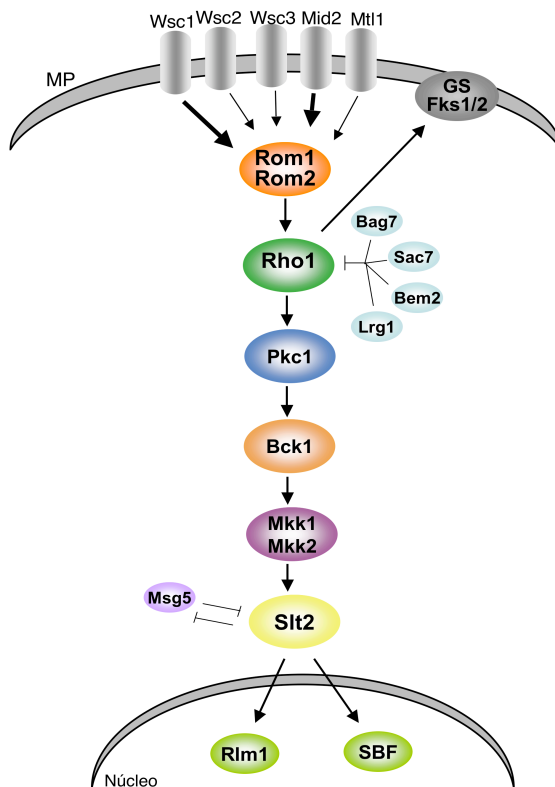 Wsc1 Wsc2 Wsc3 Mid2 Mtl1
MP
GS
Fks1/2
Rom1
Rom2
Bag7
Rho1
Sac7
Bem2
Lrg1
Pkc1
Bck1
Mkk1
Mkk2
Msg5
Slt2
Rlm1
SBF
Núcleo